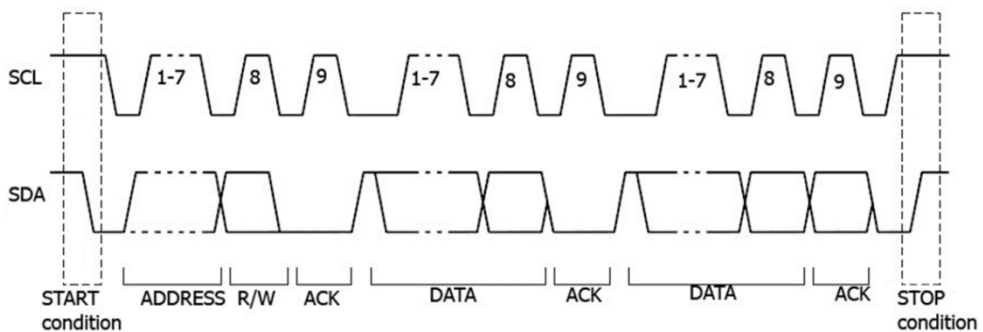 SCL 1-7 8 9 1-7 8 9 1-7 8 9
SDA
START condition ADDRESS R/W ACK DATA ACK DATA ACK STOP condition